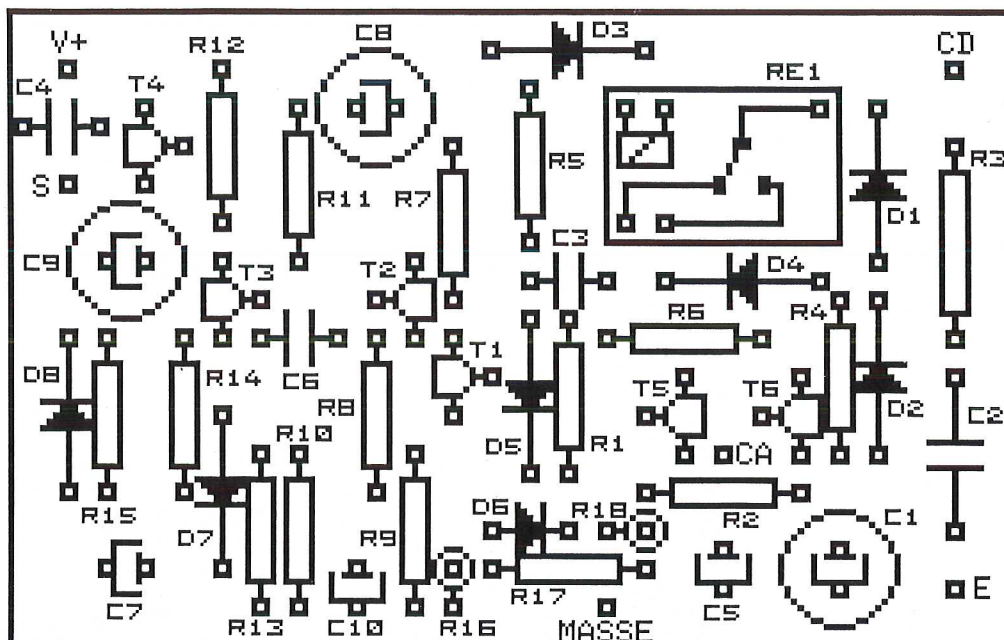 V+
R12
C8
D3
CD
C4
T4
RE1
R5
R3
S
R11
R7
D1
C9
T3
T2
C3
D4
R6
R4
D8
R14
C6
T1
R8
T5
T6
D2
C2
R10
D5
R1
CA
R15
D7
R9
D6
R18
R2
C1
C7
R13
C10
R16
R17
MASSE
C5
E